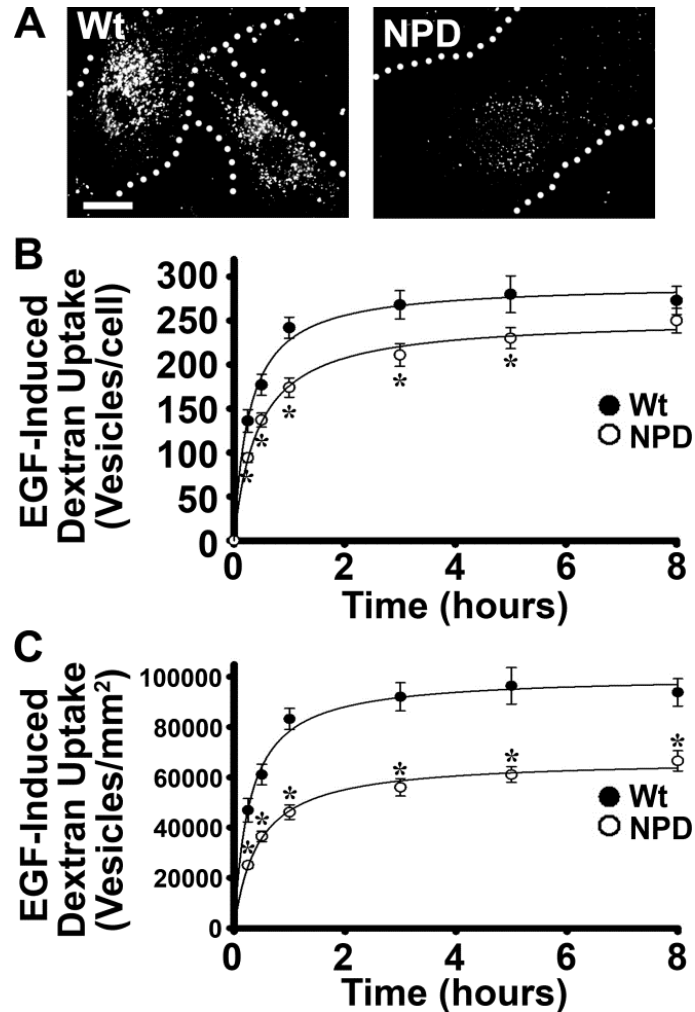 A
Wt
NPD
B
EGF-Induced
Dextran Uptake
(Vesicles/cell)
300
250
200
150
100
50
0
*
*
*
*
*
Wt
NPD
0 2 4 6 8
Time (hours)
C
EGF-Induced
Dextran Uptake
(Vesicles/mm²)
100000
80000
60000
40000
20000
0
*
*
*
*
*
*
Wt
NPD
0 2 4 6 8
Time (hours)